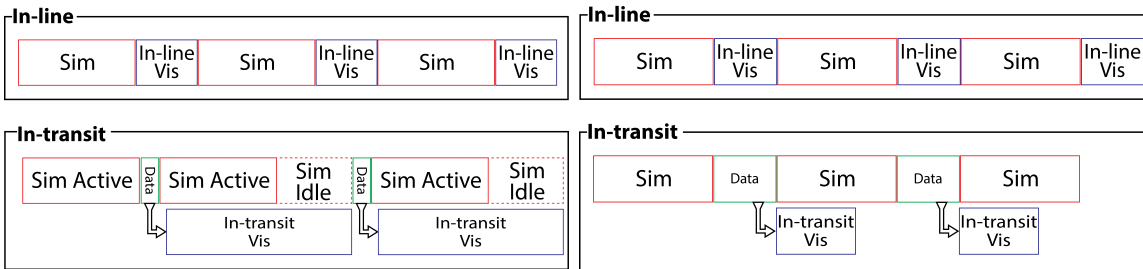 In-line
Sim
In-line
Vis
Sim
In-line
Vis
Sim
In-line
Vis
In-transit
Sim Active
Data
Sim Active
Sim
Idle
Data
Sim Active
Sim
Idle
In-transit
Vis
In-transit
Vis
In-line
Sim
In-line
Vis
Sim
In-line
Vis
Sim
In-line
Vis
In-transit
Sim
Data
Sim
Data
Sim
In-transit
Vis
In-transit
Vis